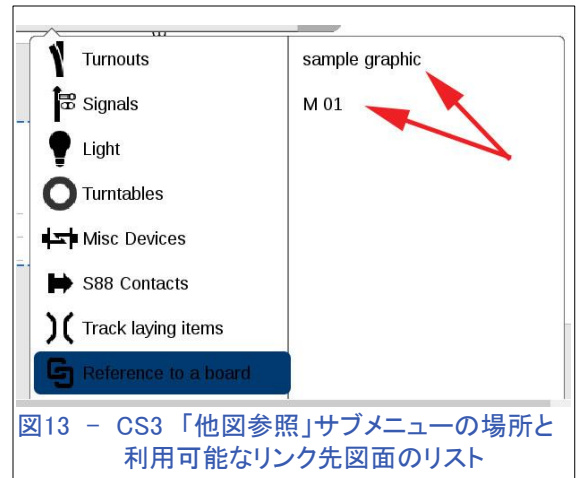 Turnouts
sample graphic
Signals
M 01
Light
Turntables
Misc Devices
S88 Contacts
Track laying items
Reference to a board
図13 - CS3 「他図参照」サブメニューの場所と
利用可能なリンク先図面のリスト